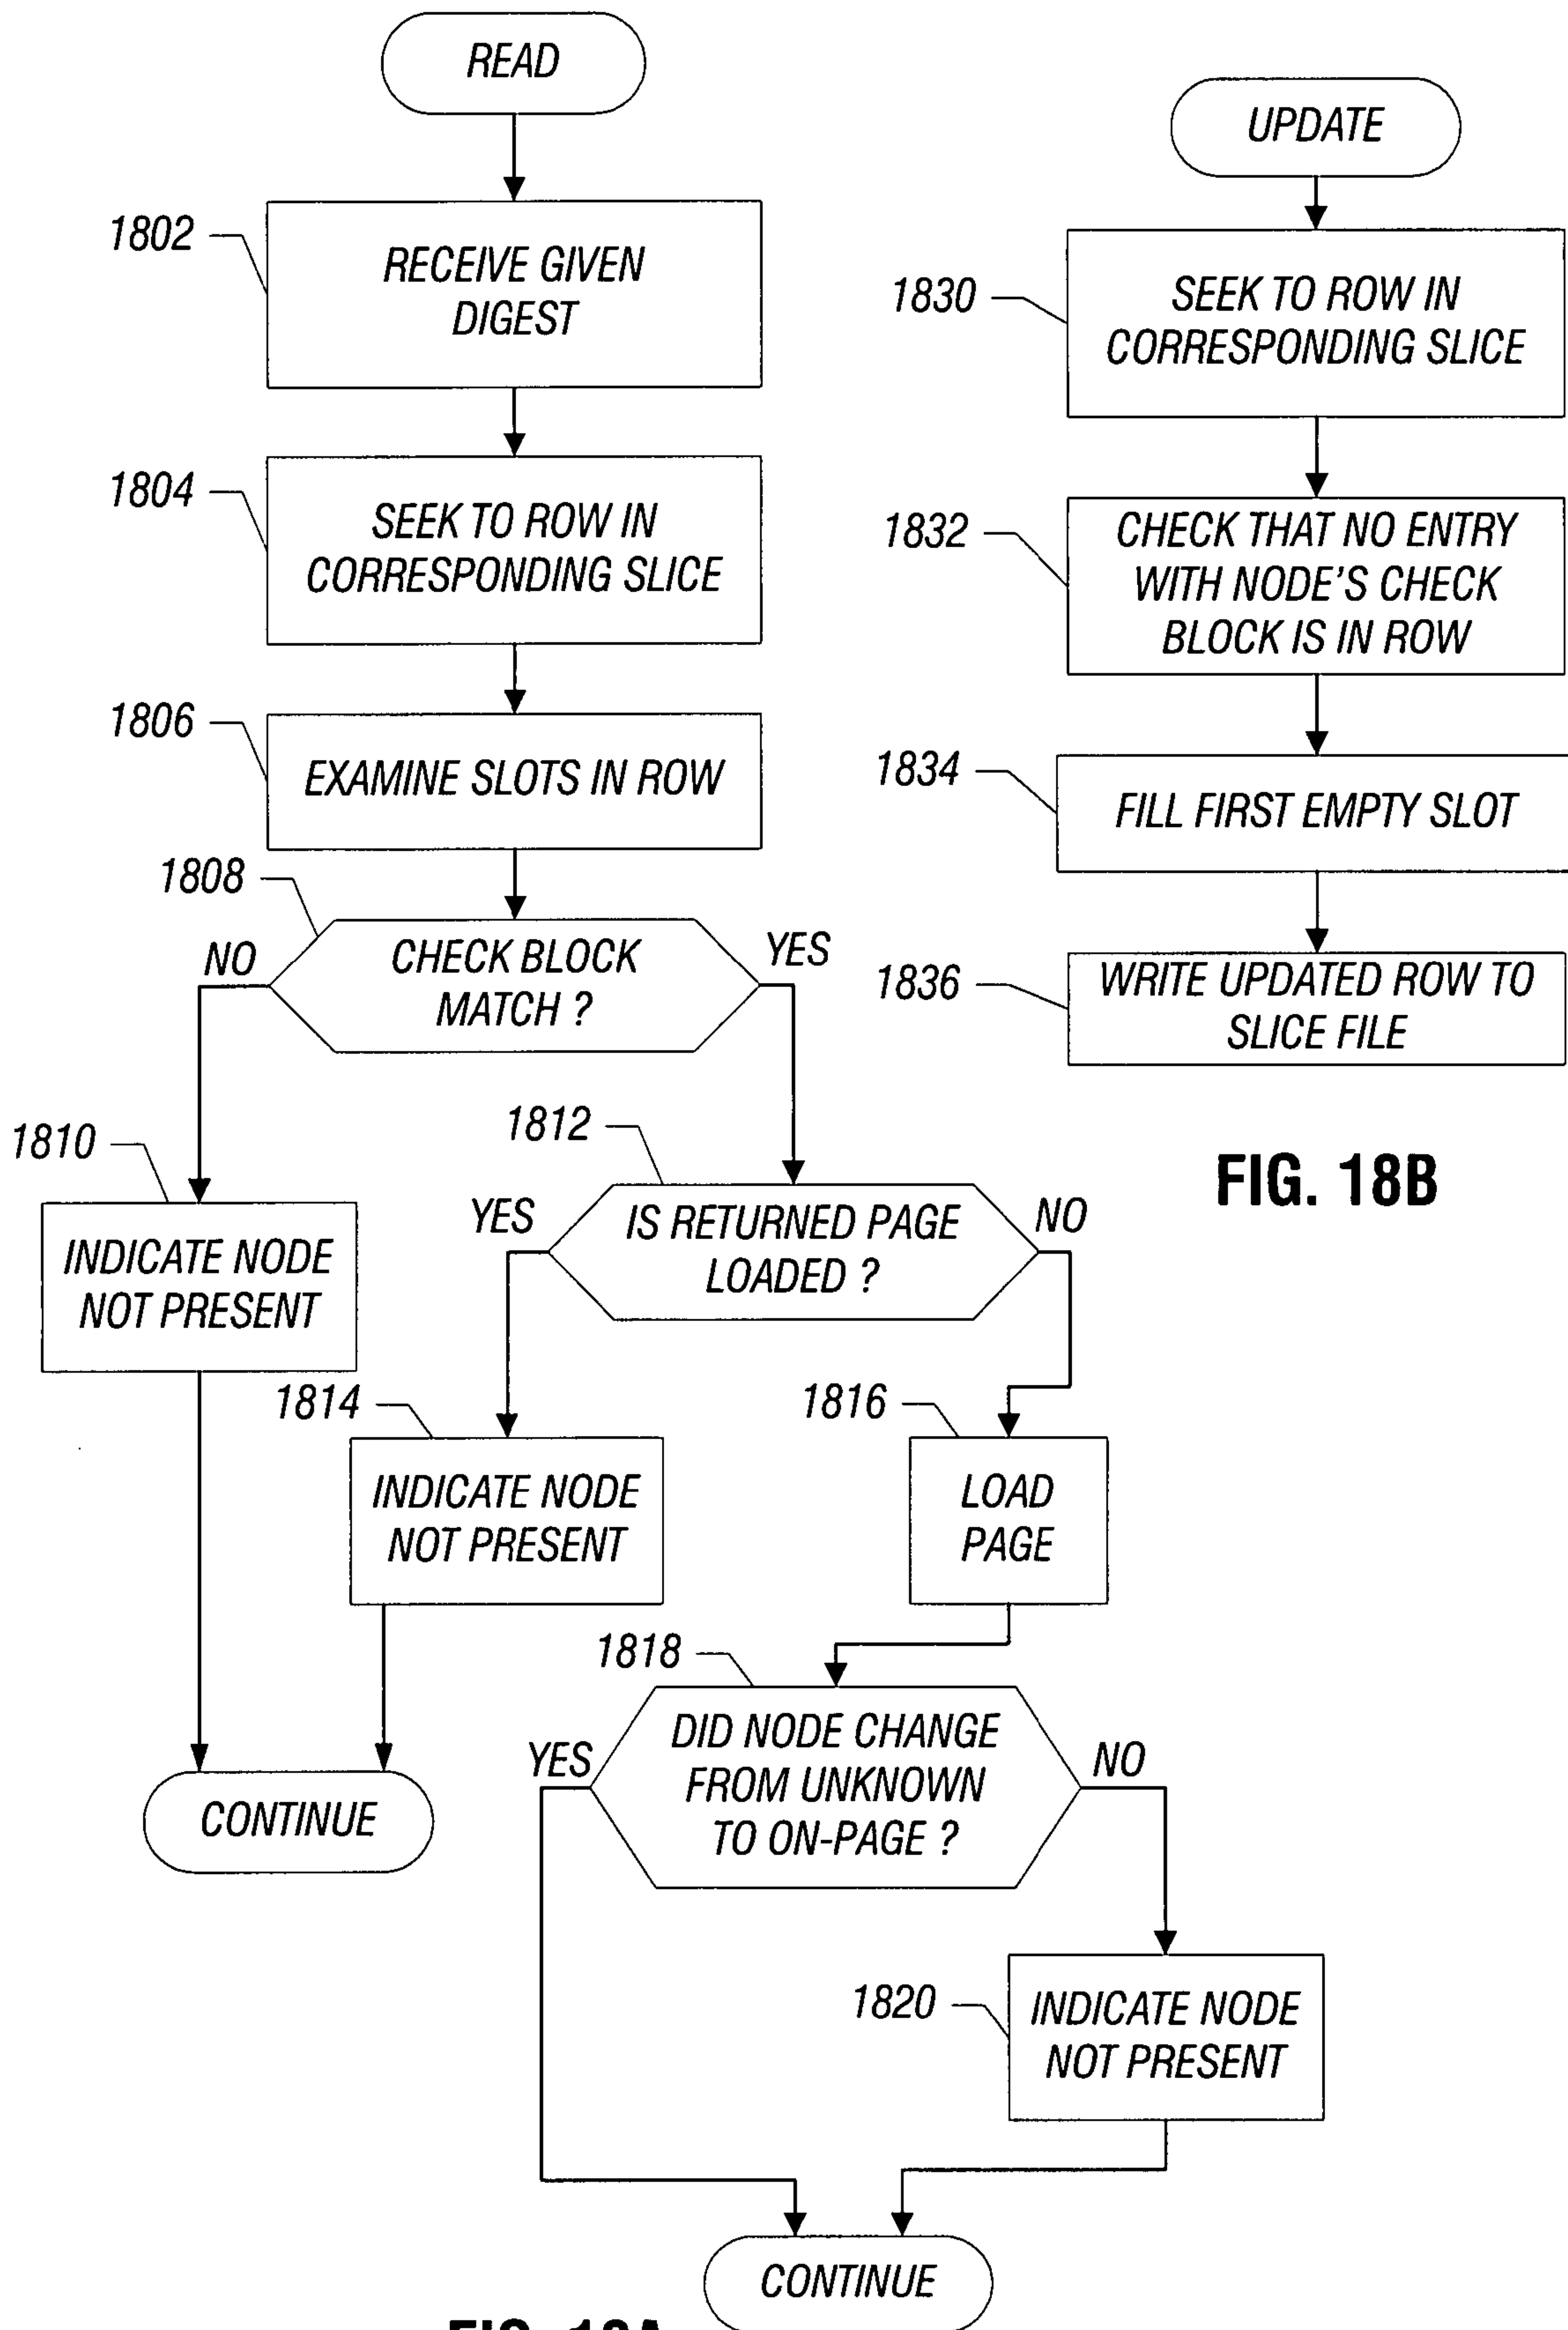 READ
1802
RECEIVE GIVEN
DIGEST
1804
SEEK TO ROW IN
CORRESPONDING SLICE
1806
EXAMINE SLOTS IN ROW
1808
NO
CHECK BLOCK
MATCH ?
YES
1810
INDICATE NODE
NOT PRESENT
1812
YES
IS RETURNED PAGE
LOADED ?
NO
1814
INDICATE NODE
NOT PRESENT
1816
LOAD
PAGE
CONTINUE
1818
YES
DID NODE CHANGE
FROM UNKNOWN
TO ON-PAGE ?
NO
1820
INDICATE NODE
NOT PRESENT
CONTINUE
FIG. 18A
UPDATE
1830
SEEK TO ROW IN
CORRESPONDING SLICE
1832
CHECK THAT NO ENTRY
WITH NODE'S CHECK
BLOCK IS IN ROW
1834
FILL FIRST EMPTY SLOT
1836
WRITE UPDATED ROW TO
SLICE FILE
FIG. 18B